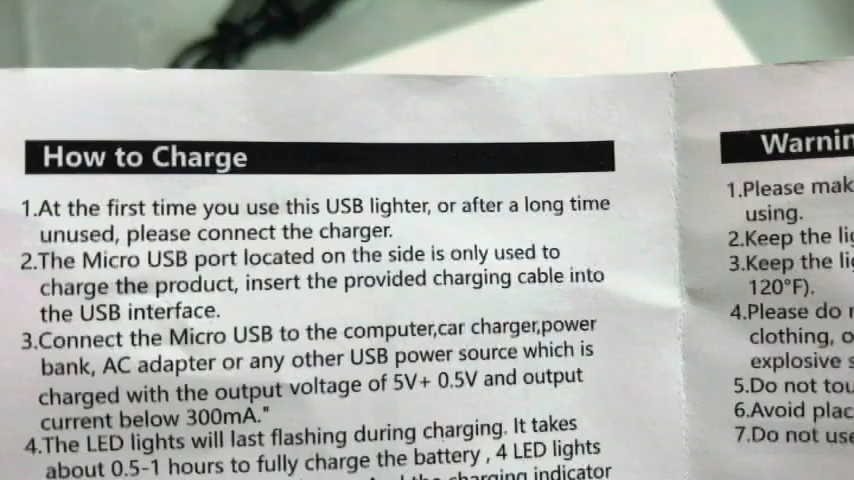 How to Charge
1.At the first time you use this USB lighter, or after a long time
unused, please connect the charger.
2.The Micro USB port located on the side is only used to
charge the product, insert the provided charging cable into
the USB interface.
3.Connect the Micro USB to the computer,car charger,power
bank, AC adapter or any other USB power source which is
charged with the output voltage of 5V+ 0.5V and output
current below 300mA."
4.The LED lights will last flashing during charging. It takes
about 0.5-1 hours to fully charge the battery , 4 LED lights
the charging indicator
Warnin
1.Please mak
using.
2.Keep the lig
3.Keep the lig
120°F).
4.Please do
clothing, o
explosive s
5.Do not tou
6.Avoid plac
7.Do not use